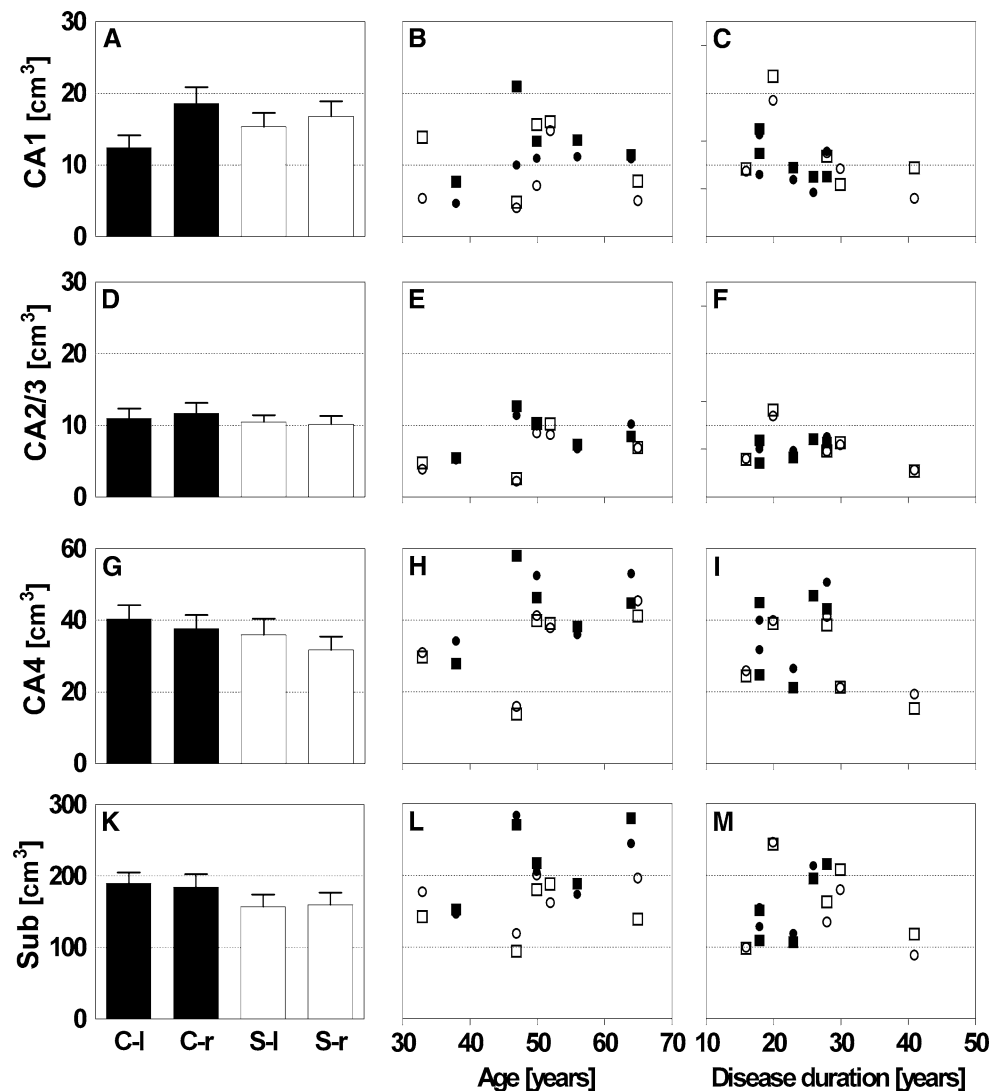 A
B
C
CA1 [cm³]
30
20
10
0
D
E
F
CA2/3 [cm³]
30
20
10
0
G
H
I
CA4 [cm³]
60
40
20
0
K
L
M
Sub [cm³]
300
200
100
0
C-l C-r S-l S-r
30 40 50 60 70
10 20 30 40 50
Age [years]
Disease duration [years]